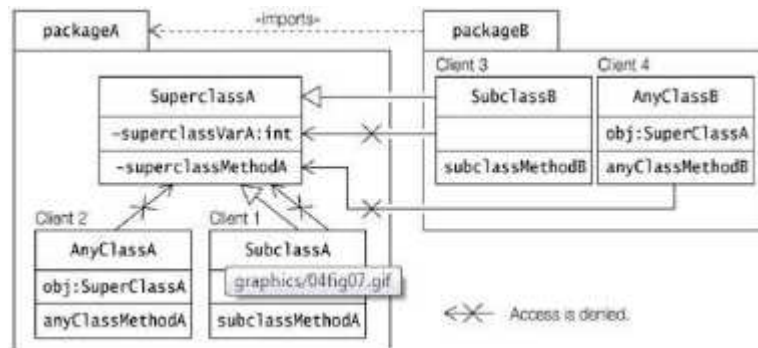 packageA
«imports»
packageB
SuperclassA
-superclassVarA:int
-superclassMethodA
Client 3
SubclassB
subclassMethodB
Client 4
AnyClassB
obj:SuperClassA
anyClassMethodB
Client 2
AnyClassA
obj:SuperClassA
anyClassMethodA
Client 1
SubclassA
graphics/04fig07.gif
subclassMethodA
Access is denied.